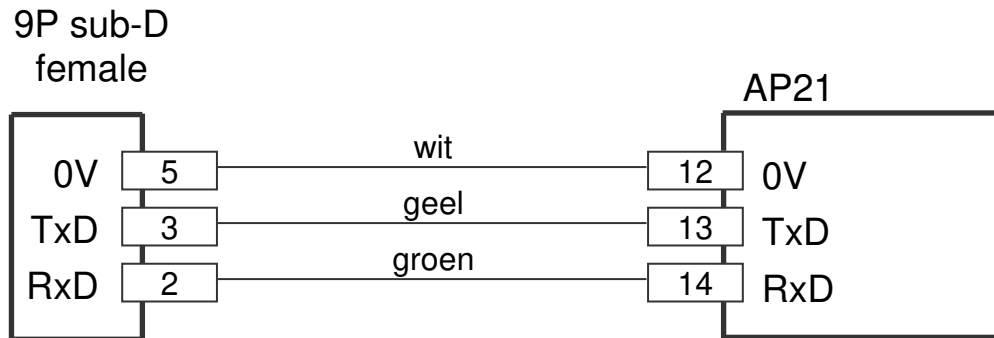 9P sub-D
female
AP21
0V 5 wit 12 0V
TxD 3 geel 13 TxD
RxD 2 groen 14 RxD